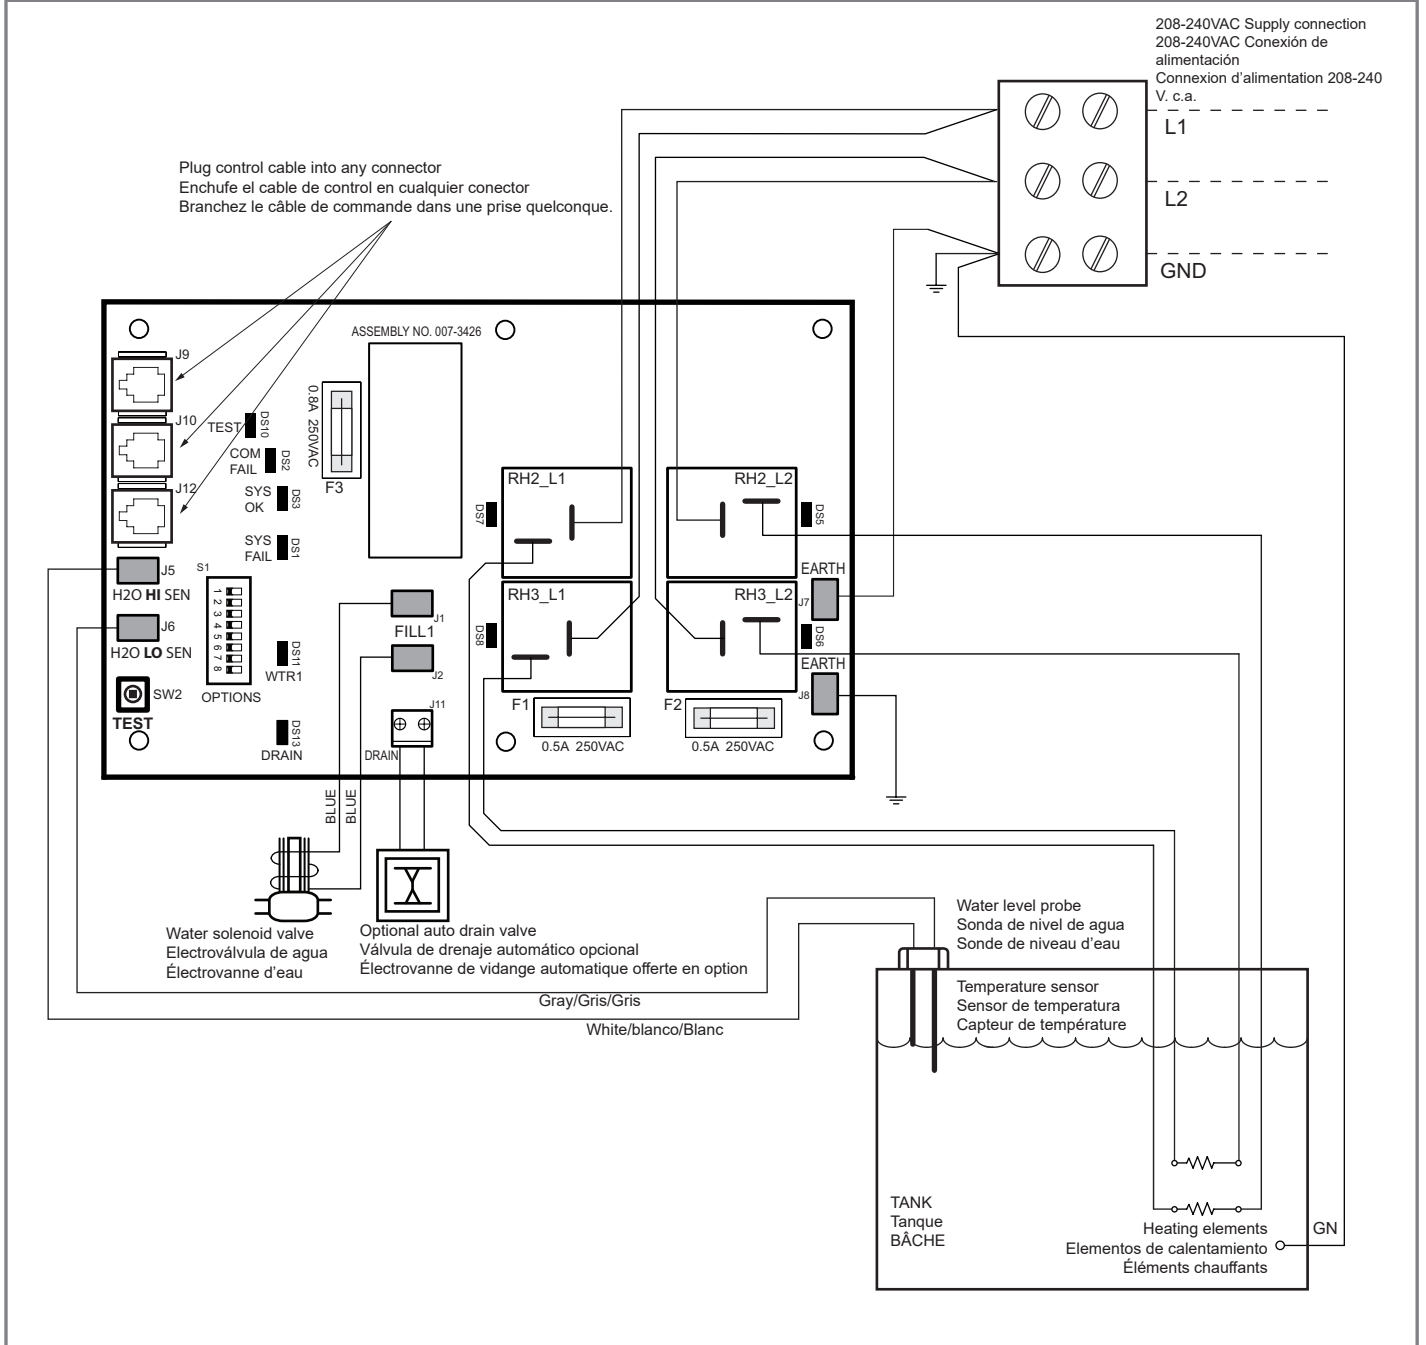 208-240VAC Supply connection
208-240VAC Conexión de
alimentación
Connexion d'alimentation 208-240
V. c.a.
L1
L2
GND
Plug control cable into any connector
Enchufe el cable de control en cualquier conector
Branchez le câble de commande dans une prise quelconque.
ASSEMBLY NO. 007-3426
J9
J10
J12
TEST
DS10
COM
FAIL
DS2
SYS
OK
DS3
SYS
FAIL
DS1
0.8A 250VAC
F3
RH2_L1
DS7
RH2_L2
DS5
RH3_L1
DS8
RH3_L2
DS6
EARTH
J7
EARTH
J8
J5
H2O HI SEN
J6
H2O LO SEN
S1
1
2
3
4
5
6
7
8
OPTIONS
SW2
TEST
DS11
WTR1
DS13
DRAIN
J1
FILL1
J2
J11
DRAIN
F1
0.5A 250VAC
F2
0.5A 250VAC
BLUE
BLUE
Water solenoid valve
Electroválvula de agua
Électrovanne d'eau
Optional auto drain valve
Válvula de drenaje automático opcional
Électrovanne de vidange automatique offerte en option
Gray/Gris/Gris
White/blanco/Blanc
Water level probe
Sonda de nivel de agua
Sonde de niveau d'eau
Temperature sensor
Sensor de temperatura
Capteur de température
TANK
Tanque
BÂCHE
Heating elements
Elementos de calentamiento
Éléments chauffants
GN